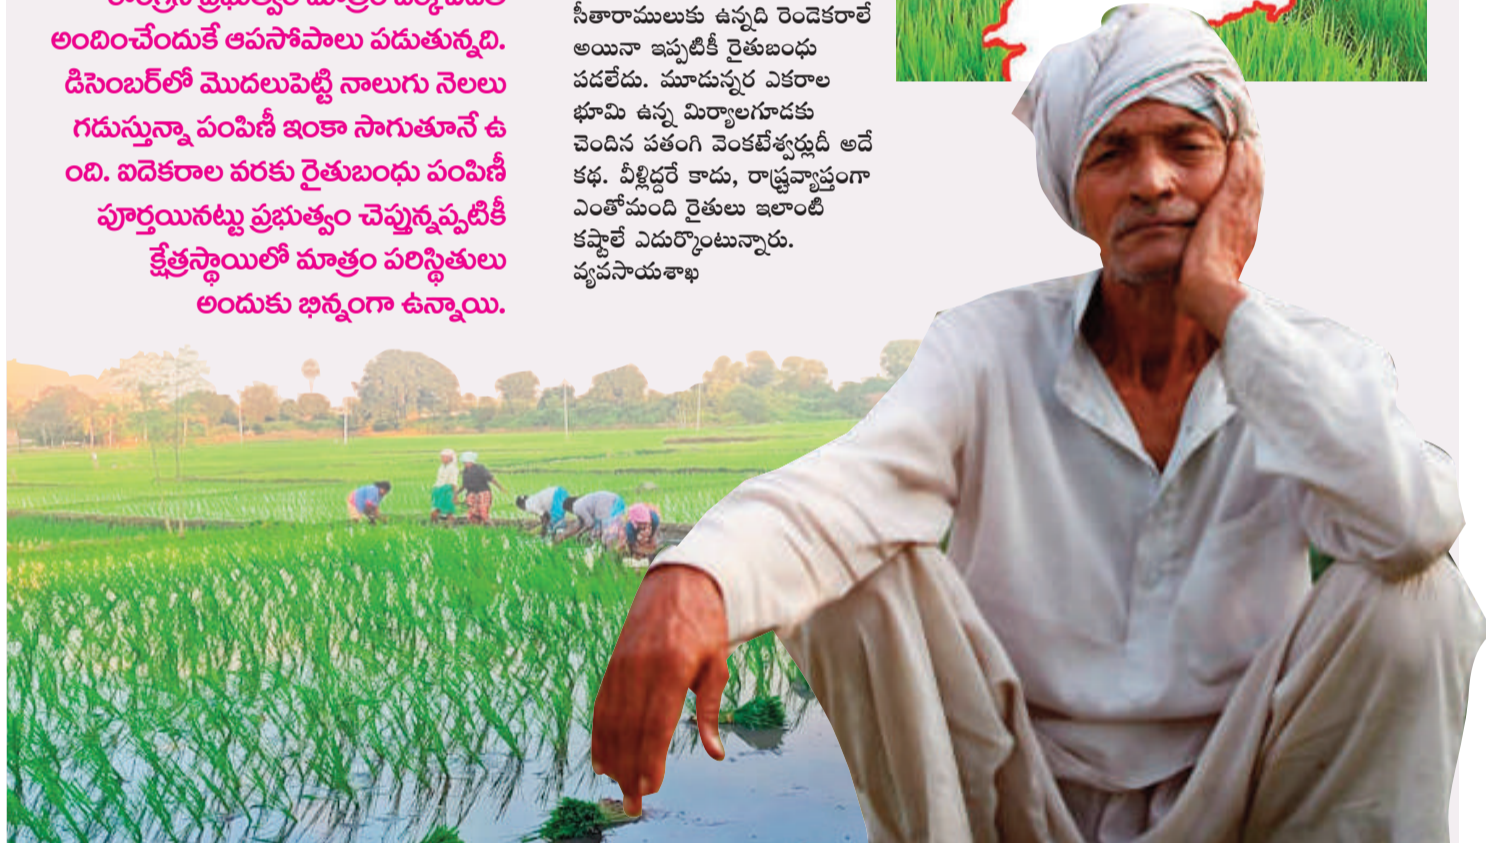 అందించేందుకే ఆపసోపాలు పడుతున్నది.
డిసెంబర్‌లో మొదలుపెట్టి నాలుగు నెలలు
గడుస్తున్నా పంపిణీ ఇంకా సాగుతూనే ఉ
ంది. ఐదెకరాల వరకు రైతుబంధు పంపిణీ
పూర్తయినట్టు ప్రభుత్వం చెప్తున్నప్పటికీ
క్షేత్రస్థాయిలో మాత్రం పరిస్థితులు
అందుకు భిన్నంగా ఉన్నాయి.
సీతారాములుకు ఉన్నది రెండెకరాలే
అయినా ఇప్పటికీ రైతుబంధు
పడలేదు. మూడున్నర ఎకరాల
భూమి ఉన్న మిర్యాలగూడకు
చెందిన పతంగి వెంకటేశ్వర్లుదీ అదే
కథ. వీళ్లిద్దరే కాదు, రాష్ట్రవ్యాప్తంగా
ఎంతోమంది రైతులు ఇలాంటి
కష్టాలే ఎదుర్కొంటున్నారు.
వ్యవసాయశాఖ